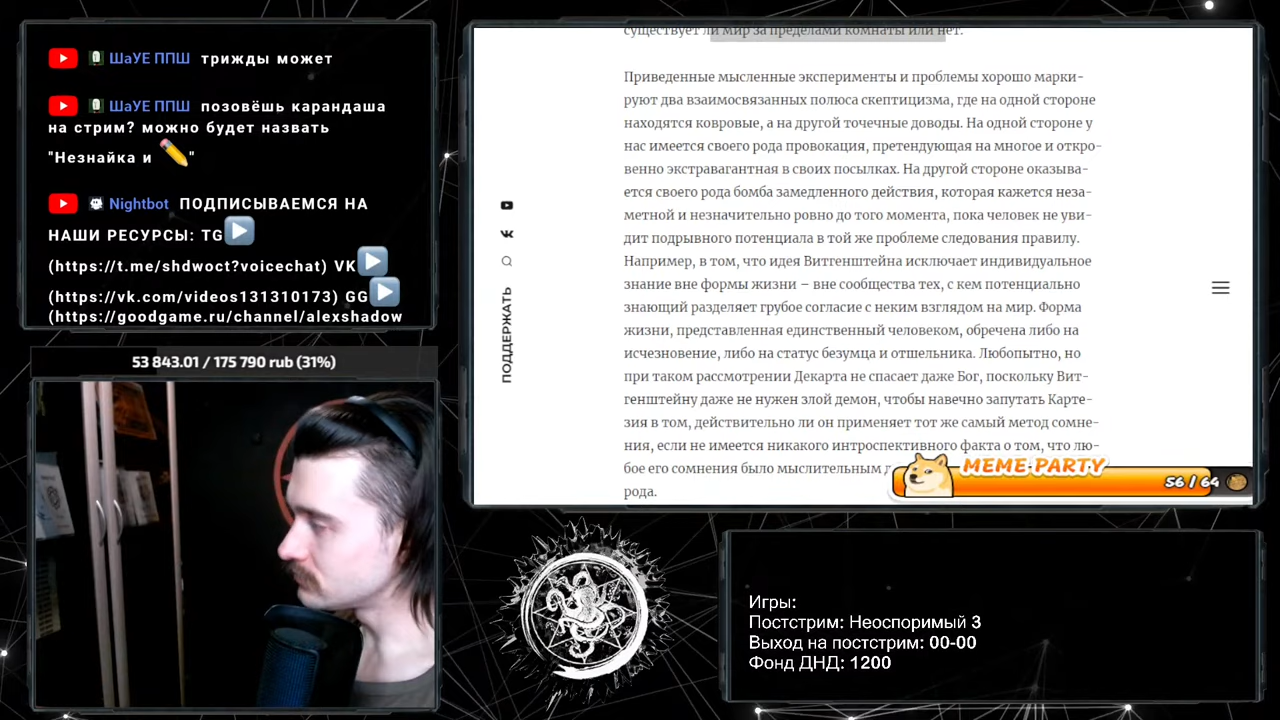 ШаУЕ ППШ трижды может
ШаУЕ ППШ позовёшь карандаша
на стрим? можно будет назвать
"Незнайка и ✏️"
Nightbot ПОДПИСЫВАЕМСЯ НА
НАШИ РЕСУРСЫ: TG▶️
(https://t.me/shdwoct?voicechat) VK▶️
(https://vk.com/videos131310173) GG▶️
(https://goodgame.ru/channel/alexshadow
53 843.01 / 175 790 rub (31%)
ПОДДЕРЖАТЬ
существует ли мир за пределами комнаты или нет.
Приведенные мысленные эксперименты и проблемы хорошо марки-
руют два взаимосвязанных полюса скептицизма, где на одной стороне
находятся ковровые, а на другой точечные доводы. На одной стороне у
нас имеется своего рода провокация, претендующая на многое и откро-
венно экстравагантная в своих посылках. На другой стороне оказыва-
ется своего рода бомба замедленного действия, которая кажется неза-
метной и незначительно ровно до того момента, пока человек не уви-
дит подрывного потенциала в той же проблеме следования правилу.
Например, в том, что идея Витгенштейна исключает индивидуальное
знание вне формы жизни – вне сообщества тех, с кем потенциально
знающий разделяет грубое согласие с неким взглядом на мир. Форма
жизни, представленная единственный человеком, обречена либо на
исчезновение, либо на статус безумца и отшельника. Любопытно, но
при таком рассмотрении Декарта не спасает даже Бог, поскольку Вит-
генштейну даже не нужен злой демон, чтобы навечно запутать Карте-
зия в том, действительно ли он применяет тот же самый метод сомне-
ния, если не имеется никакого интроспективного факта о том, что лю-
бое его сомнения было мыслительным
рода.
MEME PARTY
56 / 64
Игры:
Постстрим: Неоспоримый 3
Выход на постстрим: 00-00
Фонд ДНД: 1200